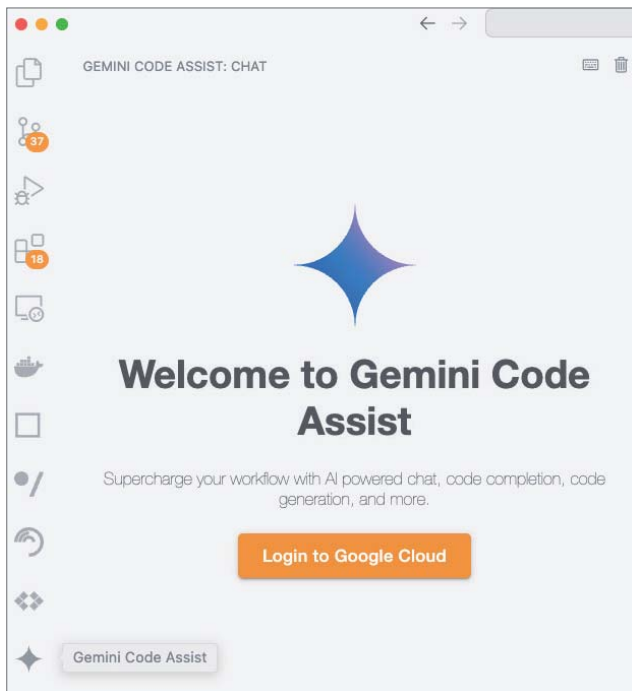 GEMINI CODE ASSIST: CHAT
37
18
Welcome to Gemini Code
Assist
Supercharge your workflow with AI powered chat, code completion, code
generation, and more.
Login to Google Cloud
Gemini Code Assist